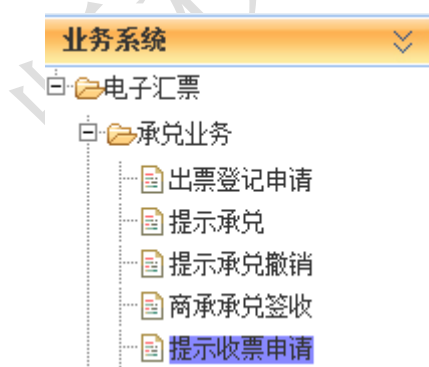 业务系统
电子汇票
承兑业务
出票登记申请
提示承兑
提示承兑撤销
商承承兑签收
提示收票申请